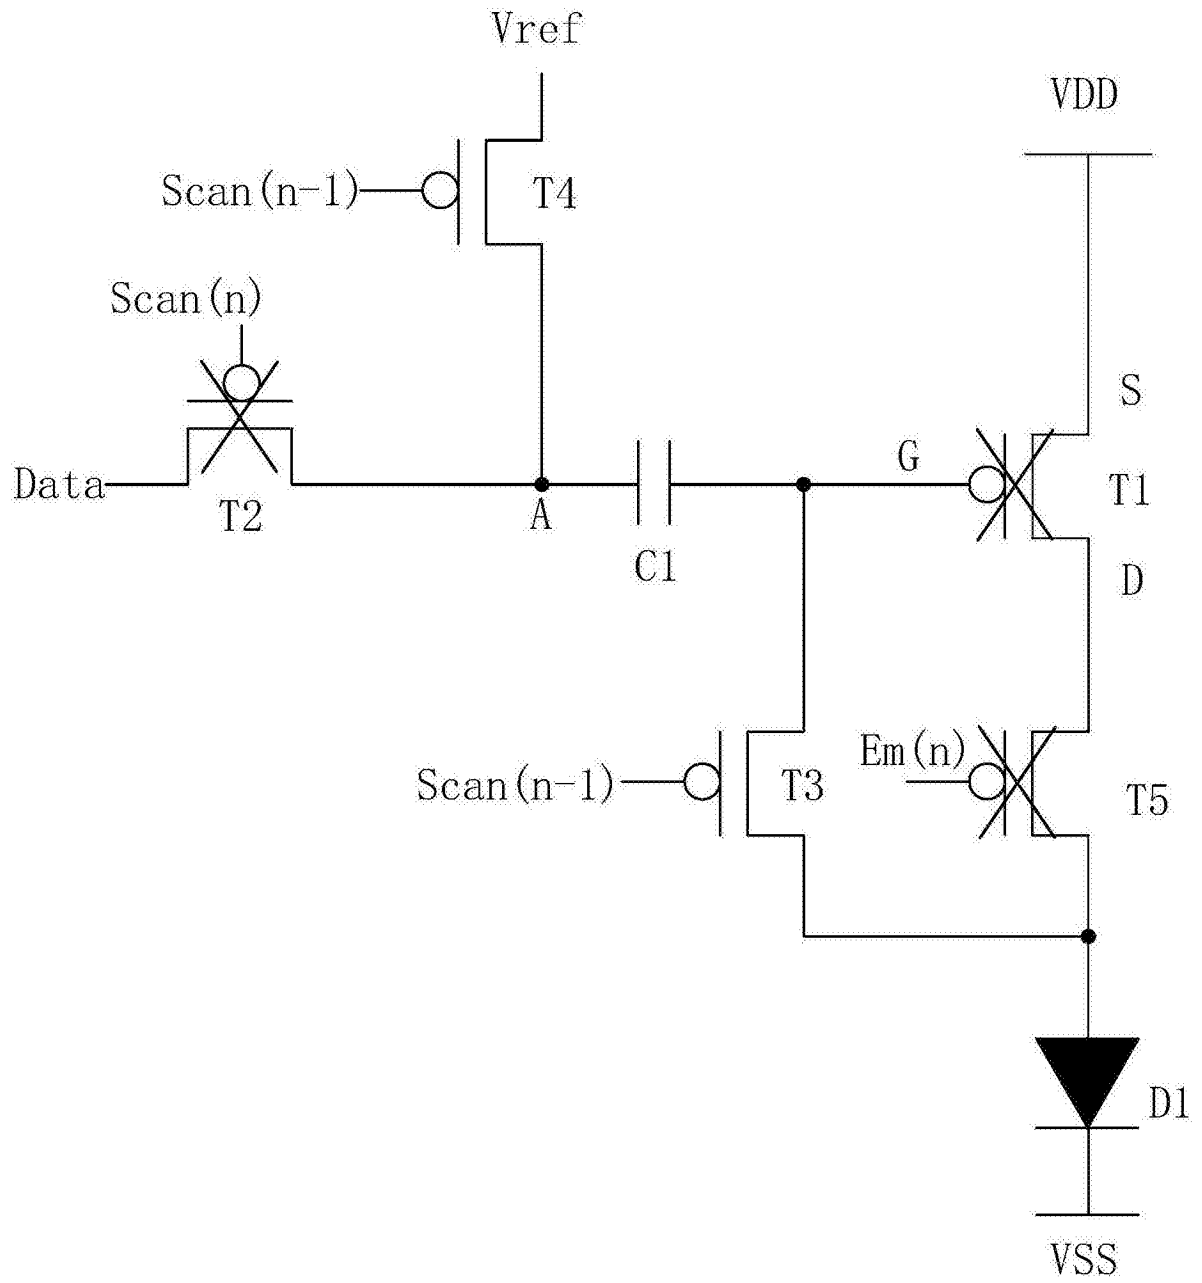 Vref
VDD
Scan(n-1)
T4
Scan(n)
S
G
Data
T2
A
T1
C1
D
Em(n)
Scan(n-1)
T3
T5
D1
VSS